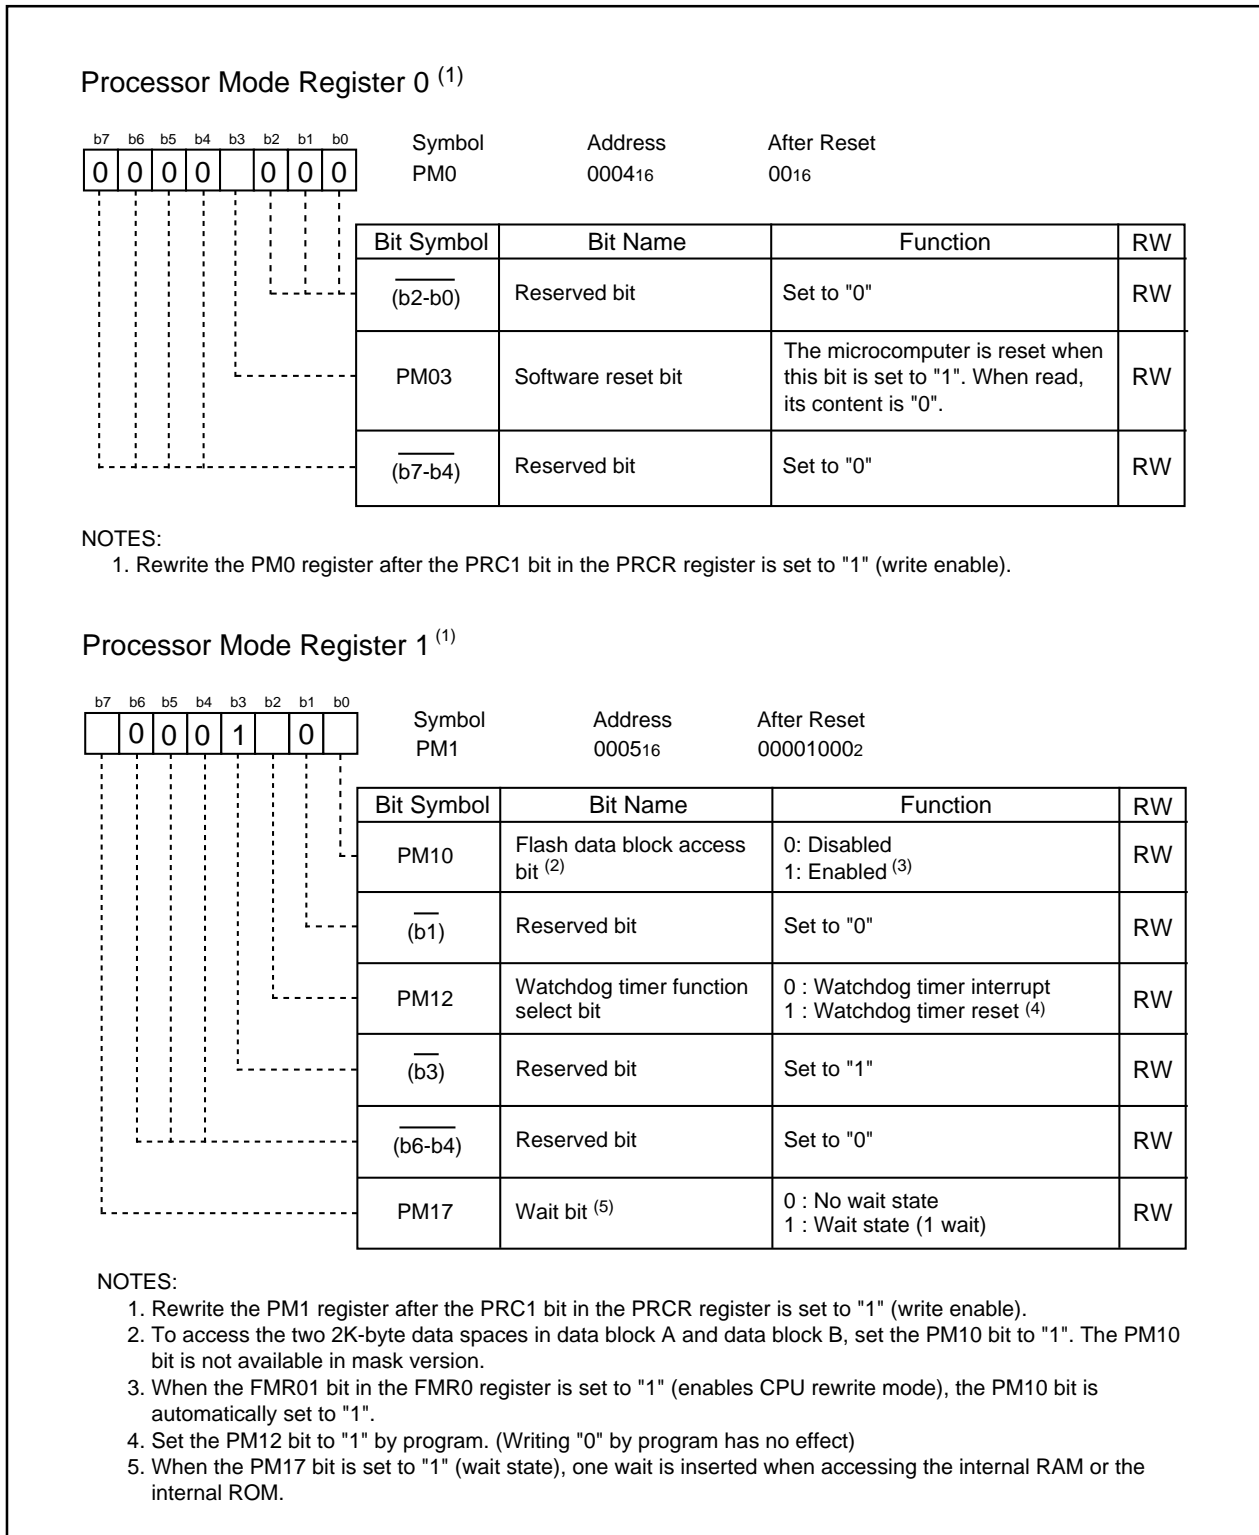 Processor Mode Register 0 (1)
b7 b6 b5 b4 b3 b2 b1 b0
0 0 0 0 0 0 0
Symbol Address After Reset
PM0 000416 0016
Bit Symbol Bit Name Function RW
(b2-b0) Reserved bit Set to "0" RW
PM03 Software reset bit The microcomputer is reset when
this bit is set to "1". When read,
its content is "0".
RW
(b7-b4) Reserved bit Set to "0" RW
NOTES:
1. Rewrite the PM0 register after the PRC1 bit in the PRCR register is set to "1" (write enable).
Processor Mode Register 1 (1)
b7 b6 b5 b4 b3 b2 b1 b0
0 0 0 1 0
Symbol Address After Reset
PM1 000516 000010002
Bit Symbol Bit Name Function RW
PM10 Flash data block access
bit (2)
0: Disabled
1: Enabled (3)
RW
(b1) Reserved bit Set to "0" RW
PM12 Watchdog timer function
select bit
0 : Watchdog timer interrupt
1 : Watchdog timer reset (4)
RW
(b3) Reserved bit Set to "1" RW
(b6-b4) Reserved bit Set to "0" RW
PM17 Wait bit (5)
0 : No wait state
1 : Wait state (1 wait)
RW
NOTES:
1. Rewrite the PM1 register after the PRC1 bit in the PRCR register is set to "1" (write enable).
2. To access the two 2K-byte data spaces in data block A and data block B, set the PM10 bit to "1". The PM10
bit is not available in mask version.
3. When the FMR01 bit in the FMR0 register is set to "1" (enables CPU rewrite mode), the PM10 bit is
automatically set to "1".
4. Set the PM12 bit to "1" by program. (Writing "0" by program has no effect)
5. When the PM17 bit is set to "1" (wait state), one wait is inserted when accessing the internal RAM or the
internal ROM.